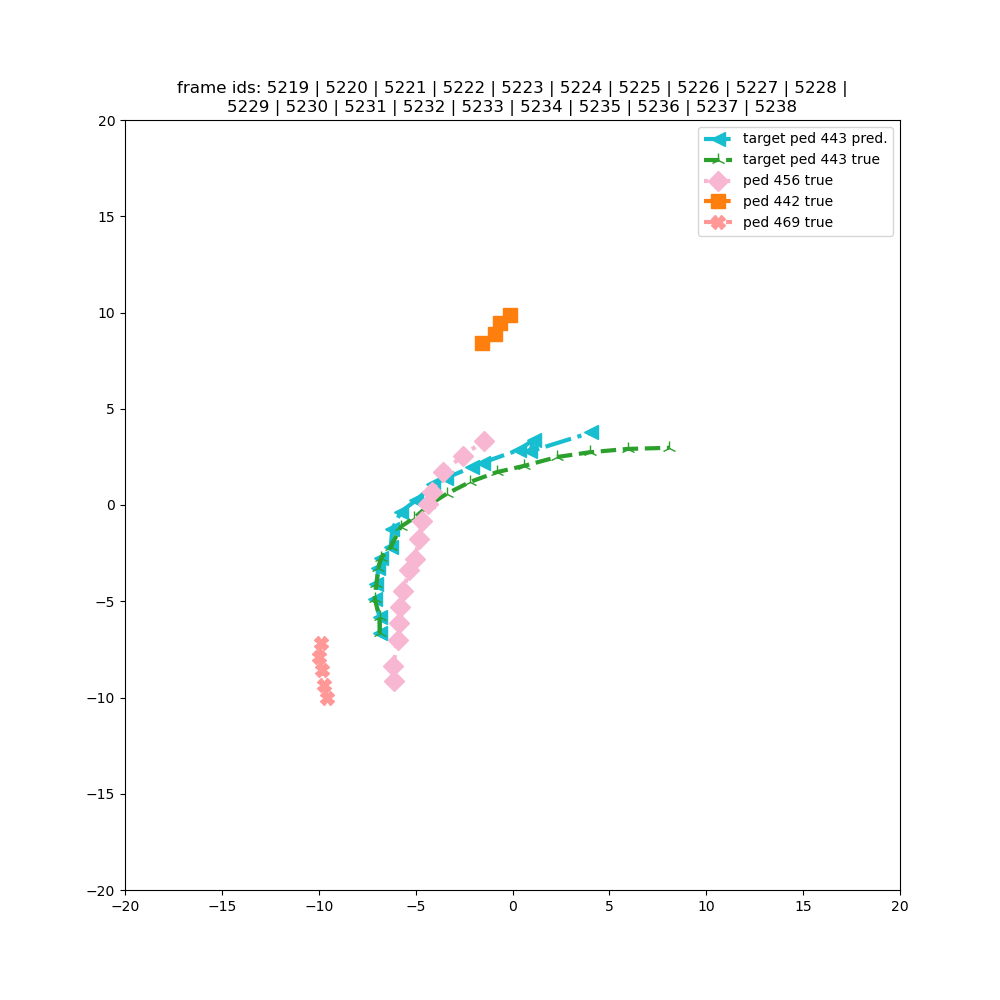 frame ids: 5219 | 5220 | 5221 | 5222 | 5223 | 5224 | 5225 | 5226 | 5227 | 5228 |
5229 | 5230 | 5231 | 5232 | 5233 | 5234 | 5235 | 5236 | 5237 | 5238
target ped 443 pred.
target ped 443 true
ped 456 true
ped 442 true
ped 469 true
20
15
10
5
0
−5
−10
−15
−20
−20 −15 −10 −5 0 5 10 15 20